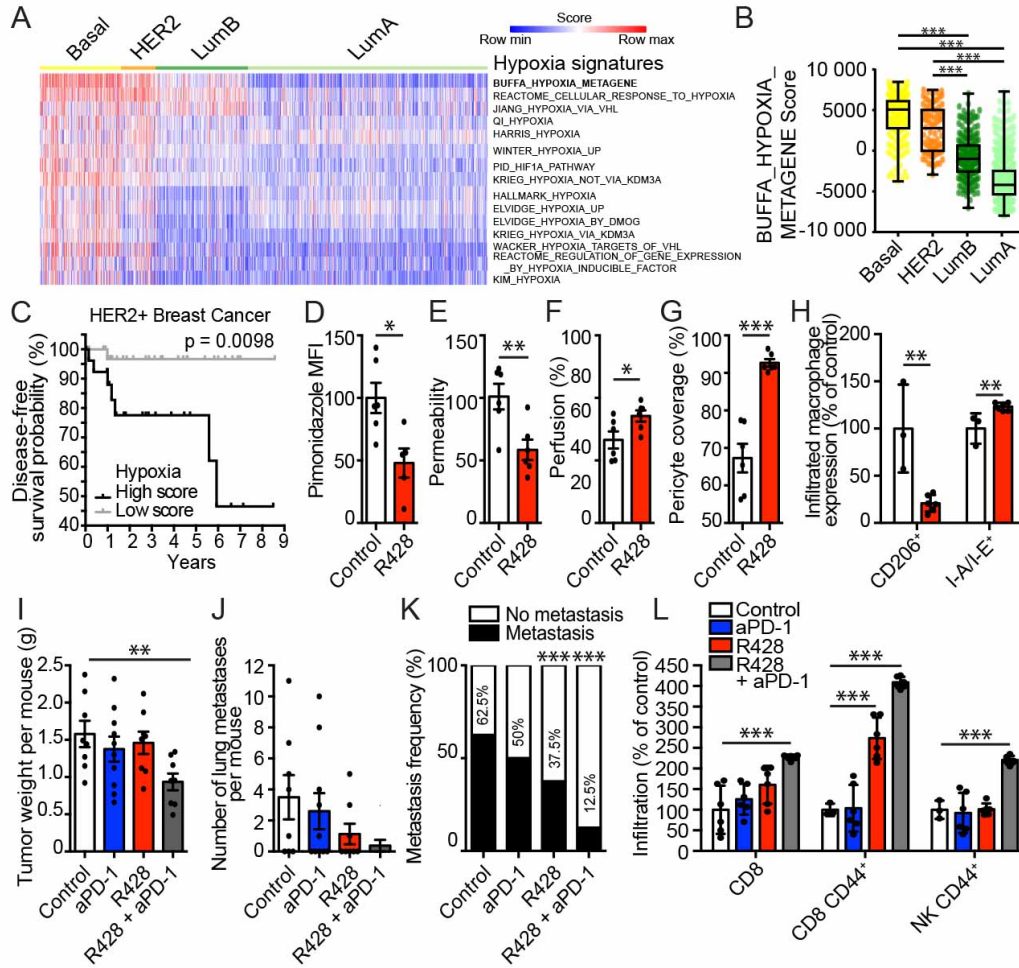 A
Basal
HER2
LumB
LumA
Score
Row min
Row max
Hypoxia signatures
BUFFA_HYPOXIA_METAGENE
REACTOME_CELLULAR_RESPONSE_TO_HYPOXIA
JIANG_HYPOXIA_VIA_VHL
QI_HYPOXIA
HARRIS_HYPOXIA
WINTER_HYPOXIA_UP
PID_HIF1A_PATHWAY
KRIEG_HYPOXIA_NOT_VIA_KDM3A
HALLMARK_HYPOXIA
ELVIDGE_HYPOXIA_UP
ELVIDGE_HYPOXIA_BY_DMOG
KRIEG_HYPOXIA_VIA_KDM3A
WACKER_HYPOXIA_TARGETS_OF_VHL
REACTOME_REGULATION_OF_GENE_EXPRESSION
_BY_HYPOXIA_INDUCIBLE_FACTOR
KIM_HYPOXIA
B
BUFFA_HYPOXIA_
METAGENE Score
10 000
5000
0
-5000
-10 000
***
***
***
***
Basal
HER2
LumB
LumA
C
HER2+ Breast Cancer
p = 0.0098
Disease-free
survival probability (%)
100
90
80
70
60
50
40
Hypoxia
High score
Low score
0 1 2 3 4 5 6 7 8 9
Years
D
Pimonidazole MFI
150
100
50
0
*
Control
R428
E
Permeability
150
100
50
0
**
Control
R428
F
Perfusion (%)
80
60
40
20
0
*
Control
R428
G
Pericyte coverage (%)
100
90
80
70
60
50
***
Control
R428
H
Infiltrated macrophage
expression (% of control)
200
150
100
50
0
**
**
CD206+
I-A/I-E+
I
Tumor weight per mouse (g)
3.0
2.5
2.0
1.5
1.0
0.5
0.0
**
Control
aPD-1
R428
R428 + aPD-1
J
Number of lung metastases
per mouse
12
10
8
6
4
2
0
Control
aPD-1
R428
R428 + aPD-1
K
No metastasis
Metastasis
Metastasis frequency (%)
100
50
0
*** ***
62.5%
50%
37.5%
12.5%
Control
aPD-1
R428
R428 + aPD-1
L
Control
aPD-1
R428
R428
+ aPD-1
Infiltration (% of control)
450
400
350
300
250
200
150
100
50
0
***
***
***
***
CD8
CD8 CD44+
NK CD44+